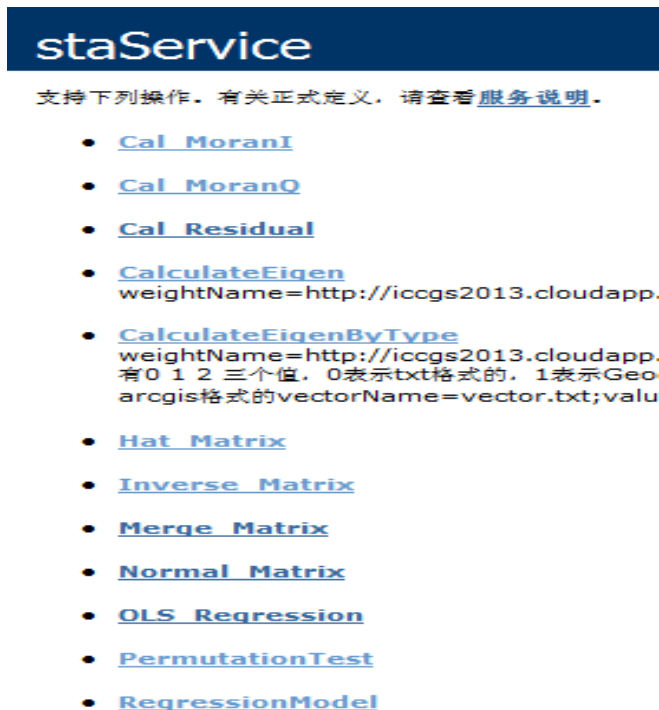 staService
支持下列操作。有关正式定义，请查看服务说明。
Cal_MoranI
Cal_MoranQ
Cal_Residual
CalculateEigen
weightName=http://iccgs2013.cloudapp.
CalculateEigenByType
weightName=http://iccgs2013.cloudapp.
有0 1 2 三个值，0表示txt格式的，1表示Geo
arcgis格式的vectorName=vector.txt;valu
Hat_Matrix
Inverse_Matrix
Merge_Matrix
Normal_Matrix
OLS_Regression
PermutationTest
RegressionModel